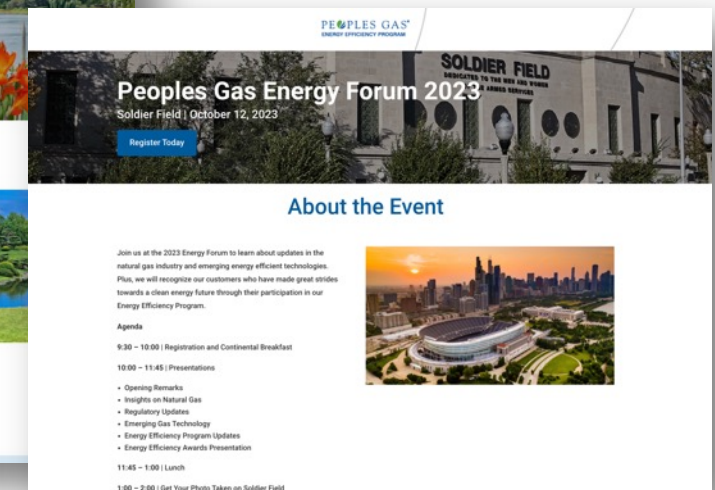 PEOPLES GAS®
ENERGY EFFICIENCY PROGRAM
SOLDIER FIELD
DEDICATED TO THE MEN AND WOMEN
ARMED SERVICES
Peoples Gas Energy Forum 2023
Soldier Field | October 12, 2023
Register Today
About the Event
Join us at the 2023 Energy Forum to learn about updates in the
natural gas industry and emerging energy efficient technologies.
Plus, we will recognize our customers who have made great strides
towards a clean energy future through their participation in our
Energy Efficiency Program.
Agenda
9:30 – 10:00 | Registration and Continental Breakfast
10:00 – 11:45 | Presentations
• Opening Remarks
• Insights on Natural Gas
• Regulatory Updates
• Emerging Gas Technology
• Energy Efficiency Program Updates
• Energy Efficiency Awards Presentation
11:45 – 1:00 | Lunch
1:00 – 2:00 | Get Your Photo Taken on Soldier Field